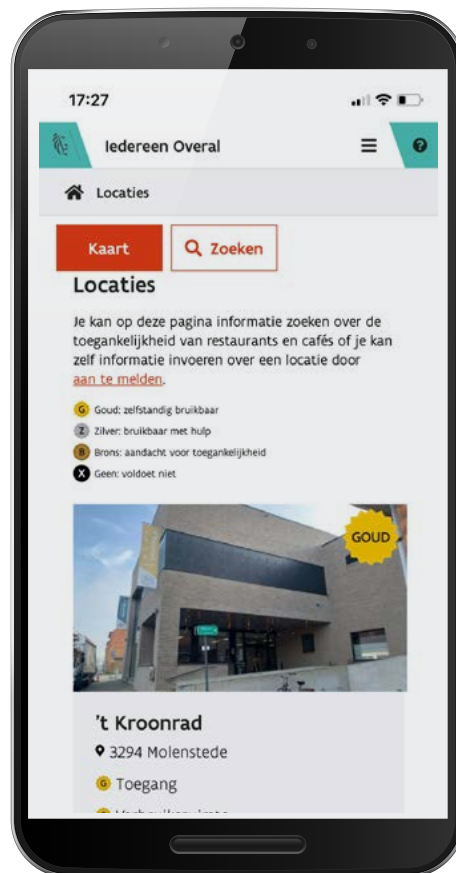 17:27
Iedereen Overal
Locaties
Kaart
Zoeken
Locaties
Je kan op deze pagina informatie zoeken over de
toegankelijkheid van restaurants en cafés of je kan
zelf informatie invoeren over een locatie door
aan te melden.
G Goud: zelfstandig bruikbaar
Z Zilver: bruikbaar met hulp
B Brons: aandacht voor toegankelijkheid
X Geen: voldoet niet
GOUD
't Kroonrad
3294 Molenstede
G Toegang